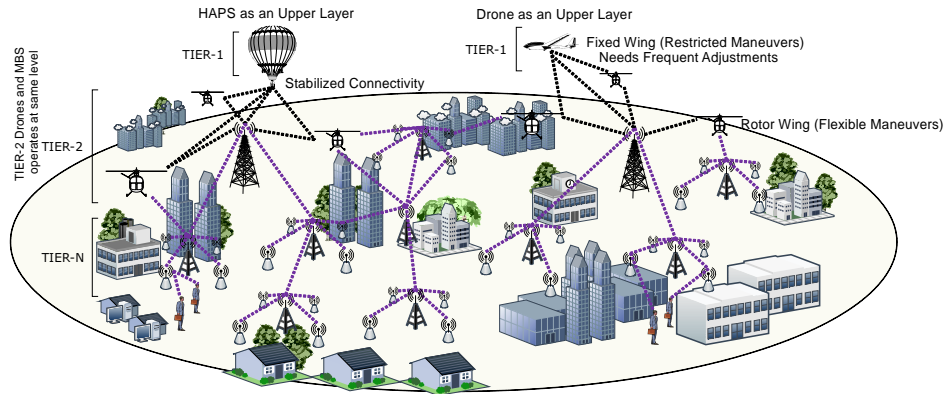 HAPS as an Upper Layer
Drone as an Upper Layer
TIER-1
TIER-1
Fixed Wing (Restricted Maneuvers)
Needs Frequent Adjustments
Stabilized Connectivity
TIER-2 Drones and MBS
operates at same level
TIER-2
Rotor Wing (Flexible Maneuvers)
TIER-N